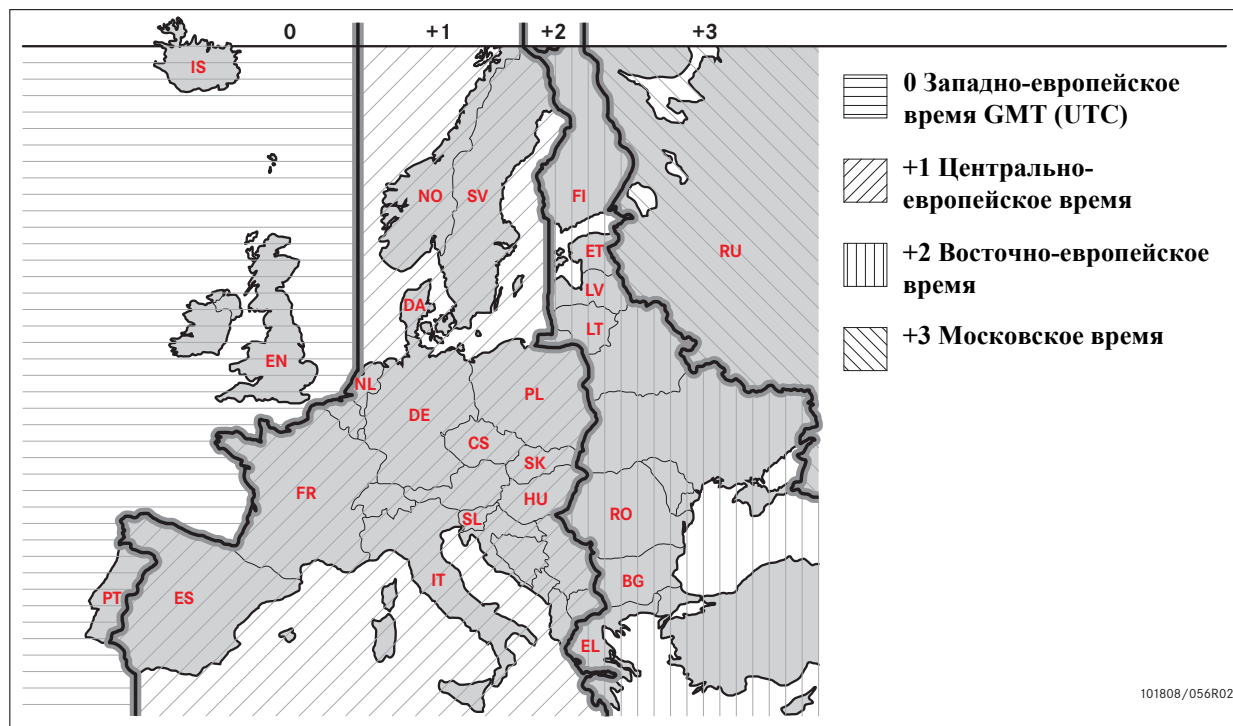 0 +1 +2 +3
IS
NO SV FI
ET
RU
LV
DA
LT
EN
NL
PL
DE
CS
SK
FR
HU
SL
RO
IT
BG
PT ES
EL
0 Западно-европейское
время GMT (UTC)
+1 Центрально-
европейское время
+2 Восточно-европейское
время
+3 Московское время
101808/056R02